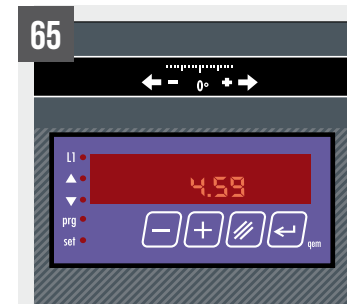 65
← - 0° + →
L1
4.59
▲
▼
prg
set
- +
qem